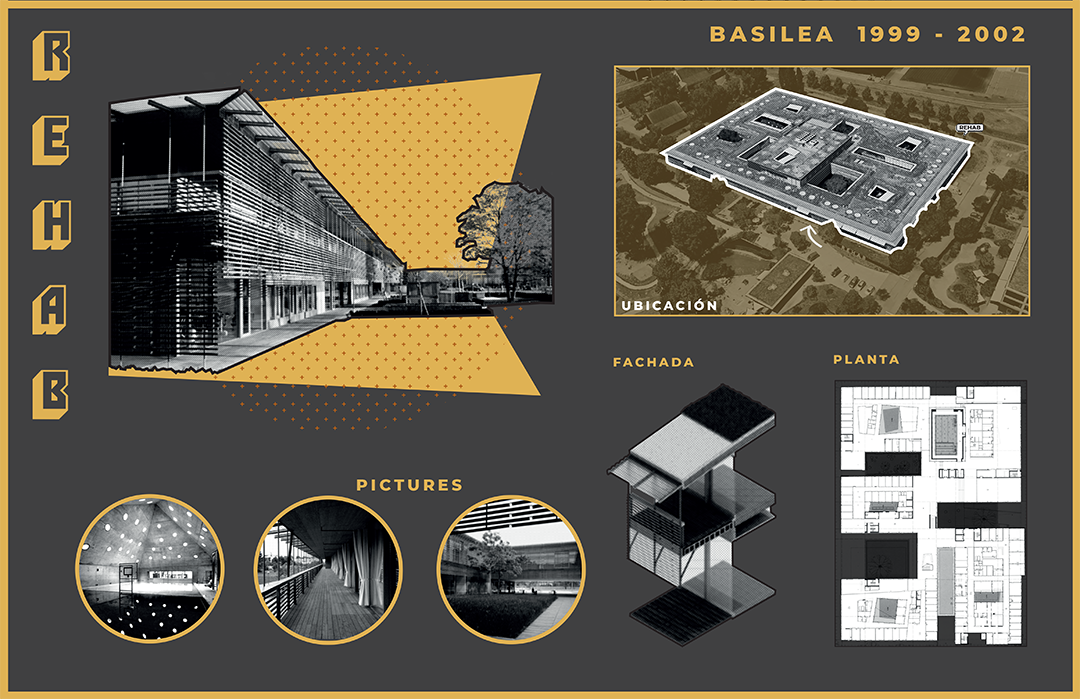 R
E
H
A
B
BASILEA 1999 - 2002
REHAB
UBICACIÓN
FACHADA
PLANTA
PICTURES